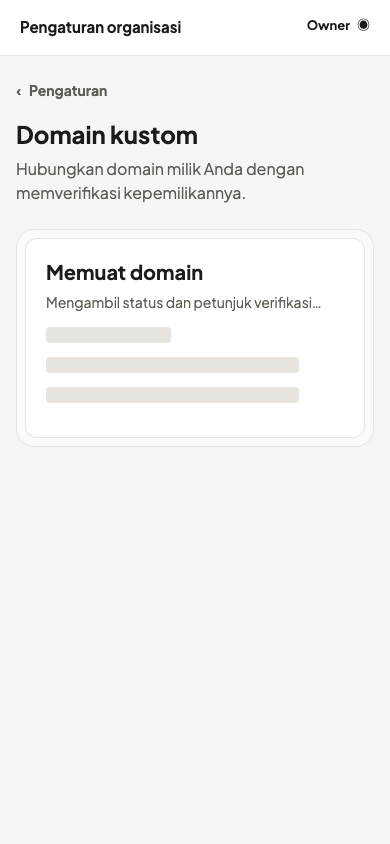 Pengaturan organisasi
Owner
‹ Pengaturan
Domain kustom
Hubungkan domain milik Anda dengan
memverifikasi kepemilikannya.
Memuat domain
Mengambil status dan petunjuk verifikasi…